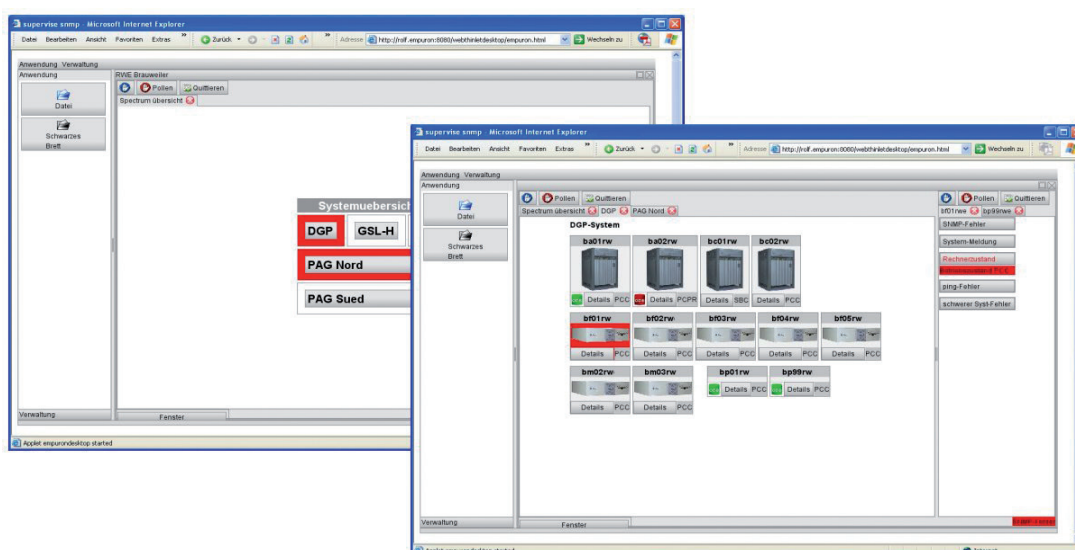 supervise snmp - Microsoft Internet Explorer
Datei Bearbeiten Ansicht Favoriten Extras » Zurück » Adresse http://rolf.empuron:8080/webthinletdesktop/empuron.html Wechseln zu
Anwendung Verwaltung
Anwendung
RWE Brauweiler
Pollen Quittieren
Spectrum übersicht
Datei
Schwarzes
Brett
Systemuebersich
DGP GSL-H
PAG Nord
PAG Sued
Verwaltung
Fenster
Applet empurondesktop started
supervise snmp - Microsoft Internet Explorer
Datei Bearbeiten Ansicht Favoriten Extras » Zurück » Adresse http://rolf.empuron:8080/webthinletdesktop/empuron.html Wechseln zu
Anwendung Verwaltung
Anwendung
Datei
Schwarzes
Brett
Pollen Quittieren
Spectrum übersicht DGP PAG Nord
DGP-System
ba01rw ba02rw bc01rw bc02rw
Details PCC Details PCPR Details SBC Details PCC
bf01rw bf02rw bf03rw bf04rw bf05rw
Details PCC Details PCC Details PCC Details PCC Details PCC
bm02rw bm03rw bp01rw bp99rw
Details PCC Details PCC
Details PCC Details PCC
Pollen Quittieren
bf01rwe bp99rwe
SNMP-Fehler
System-Meldung
Rechnerzustand
ping-Fehler
schwerer Syst-Fehler
Verwaltung
Fenster